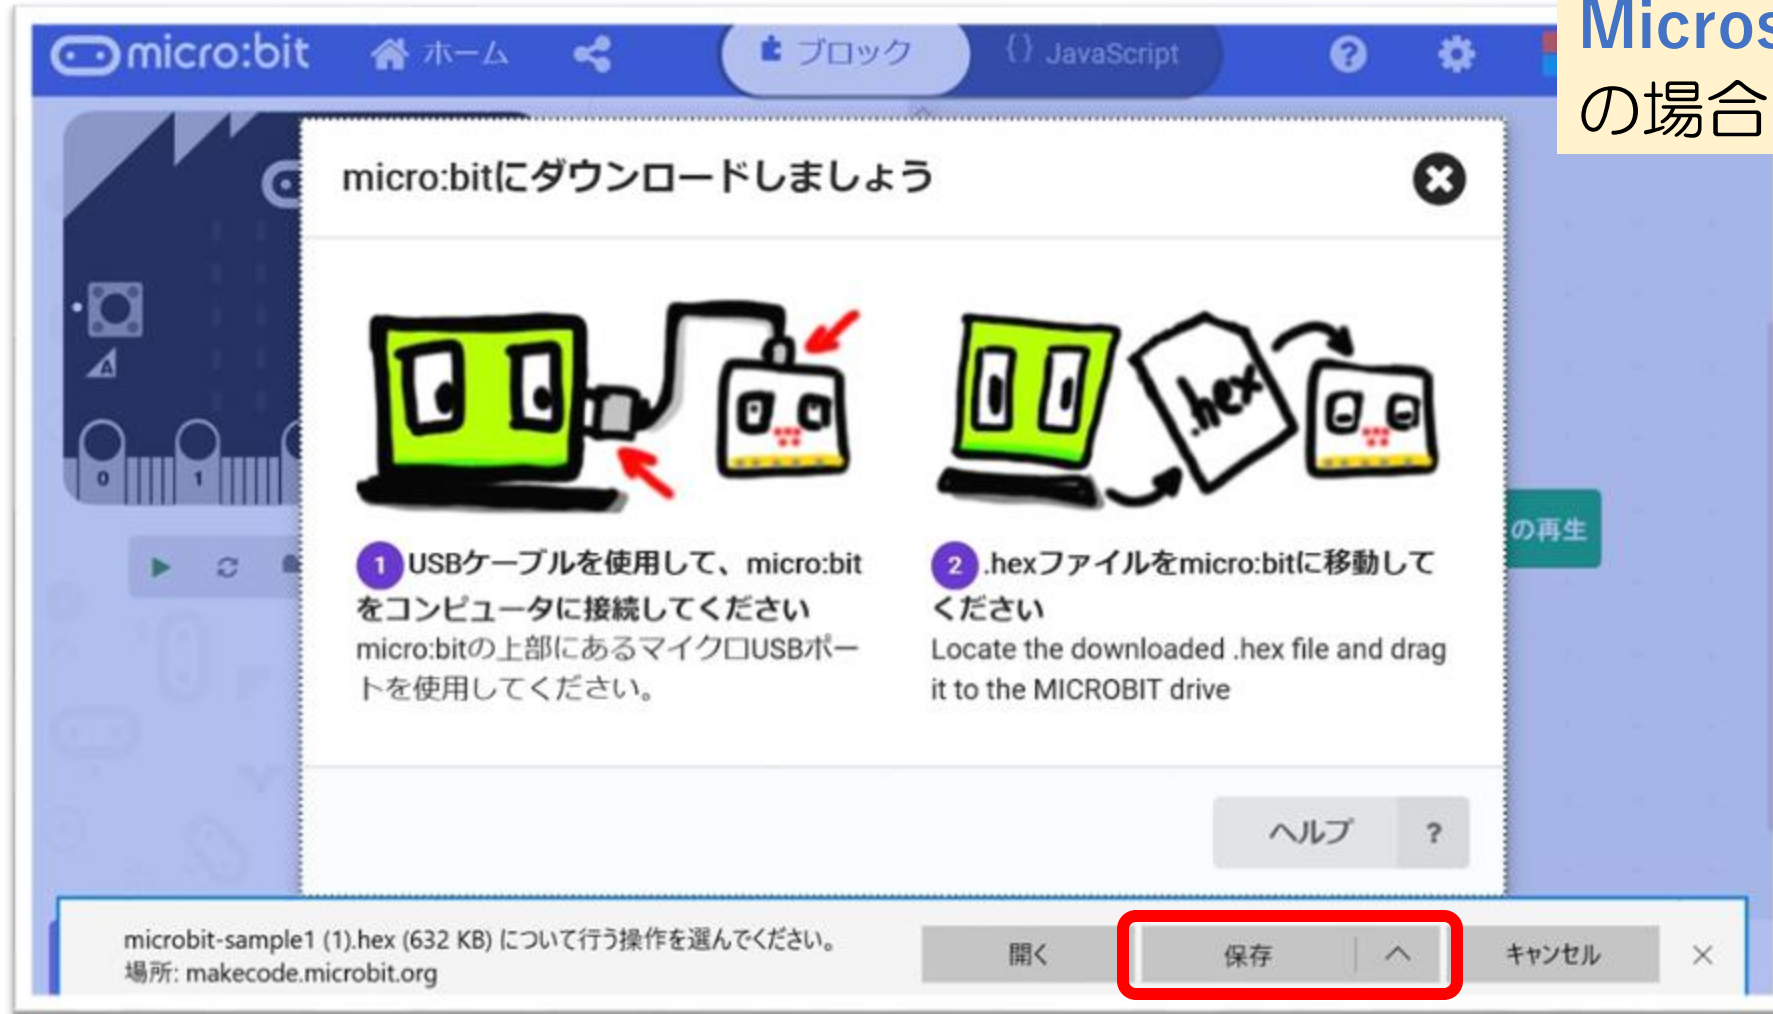 micro:bit ホーム ブロック {} JavaScript ?
の場合
micro:bitにダウンロードしましょう
A
.hex
0 1
の再生
1 USBケーブルを使用して、micro:bit
をコンピュータに接続してください
micro:bitの上部にあるマイクロUSBポー
トを使用してください。
2 .hexファイルをmicro:bitに移動して
ください
Locate the downloaded .hex file and drag
it to the MICROBIT drive
ヘルプ ?
microbit-sample1 (1).hex (632 KB) について行う操作を選んでください。
場所: makecode.microbit.org
開く 保存 キャンセル